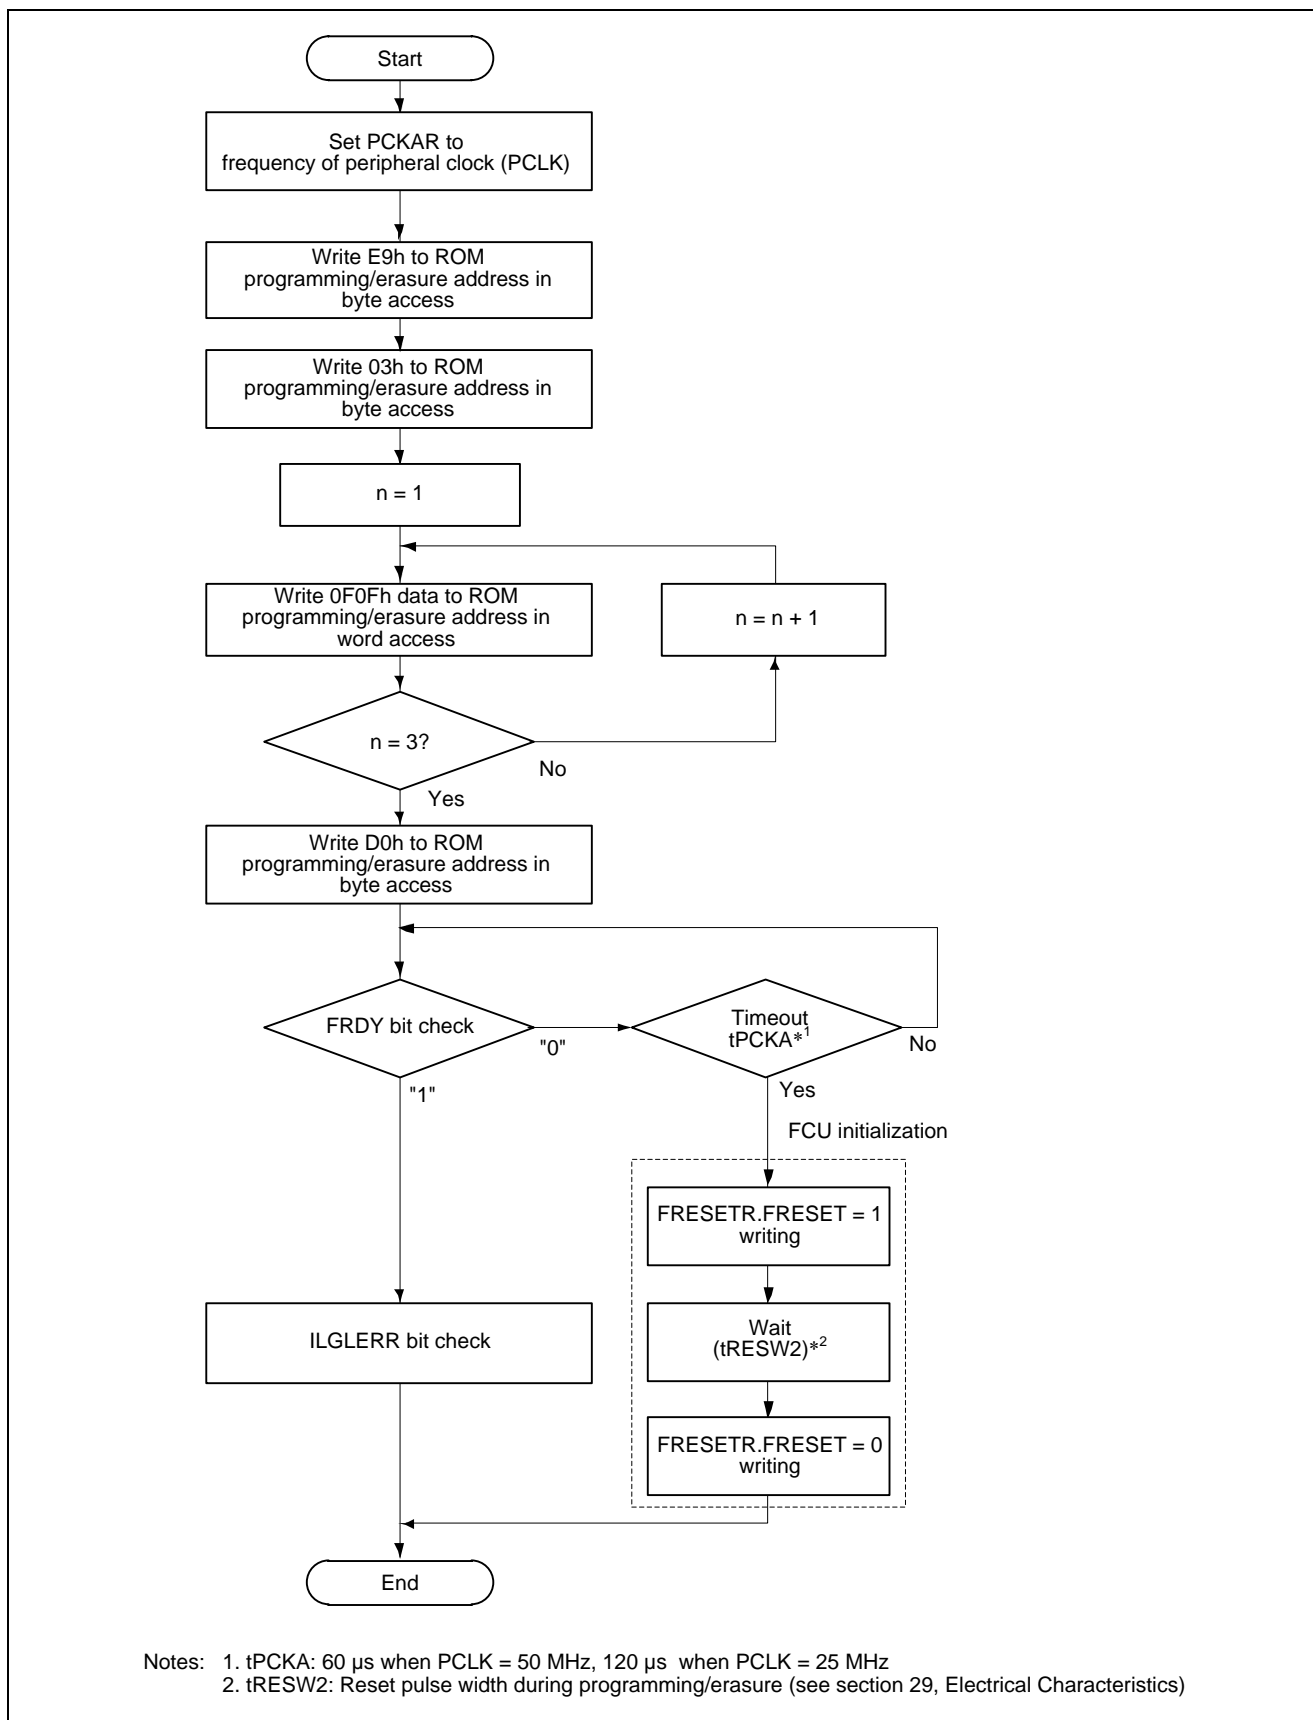 Start
Set PCKAR to
frequency of peripheral clock (PCLK)
Write E9h to ROM
programming/erasure address in
byte access
Write 03h to ROM
programming/erasure address in
byte access
n = 1
Write 0F0Fh data to ROM
programming/erasure address in
word access
n = n + 1
n = 3?
No
Yes
Write D0h to ROM
programming/erasure address in
byte access
FRDY bit check
"0"
"1"
Timeout
tPCKA*1
No
Yes
FCU initialization
FRESETR.FRESET = 1
writing
Wait
(tRESW2)*2
FRESETR.FRESET = 0
writing
ILGLERR bit check
End
Notes: 1. tPCKA: 60 µs when PCLK = 50 MHz, 120 µs when PCLK = 25 MHz
2. tRESW2: Reset pulse width during programming/erasure (see section 29, Electrical Characteristics)